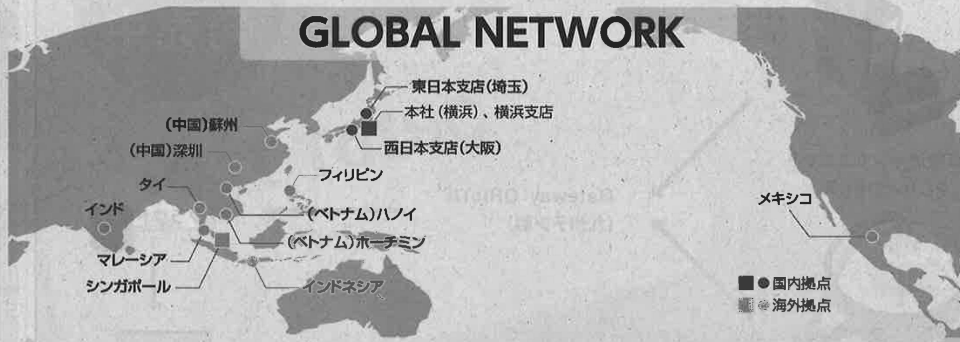 GLOBAL NETWORK
東日本支店(埼玉)
本社(横浜)、横浜支店
西日本支店(大阪)
(中国)蘇州
(中国)深圳
フィリピン
タイ
インド
(ベトナム)ハノイ
(ベトナム)ホーチミン
マレーシア
シンガポール
インドネシア
メキシコ
国内拠点
海外拠点